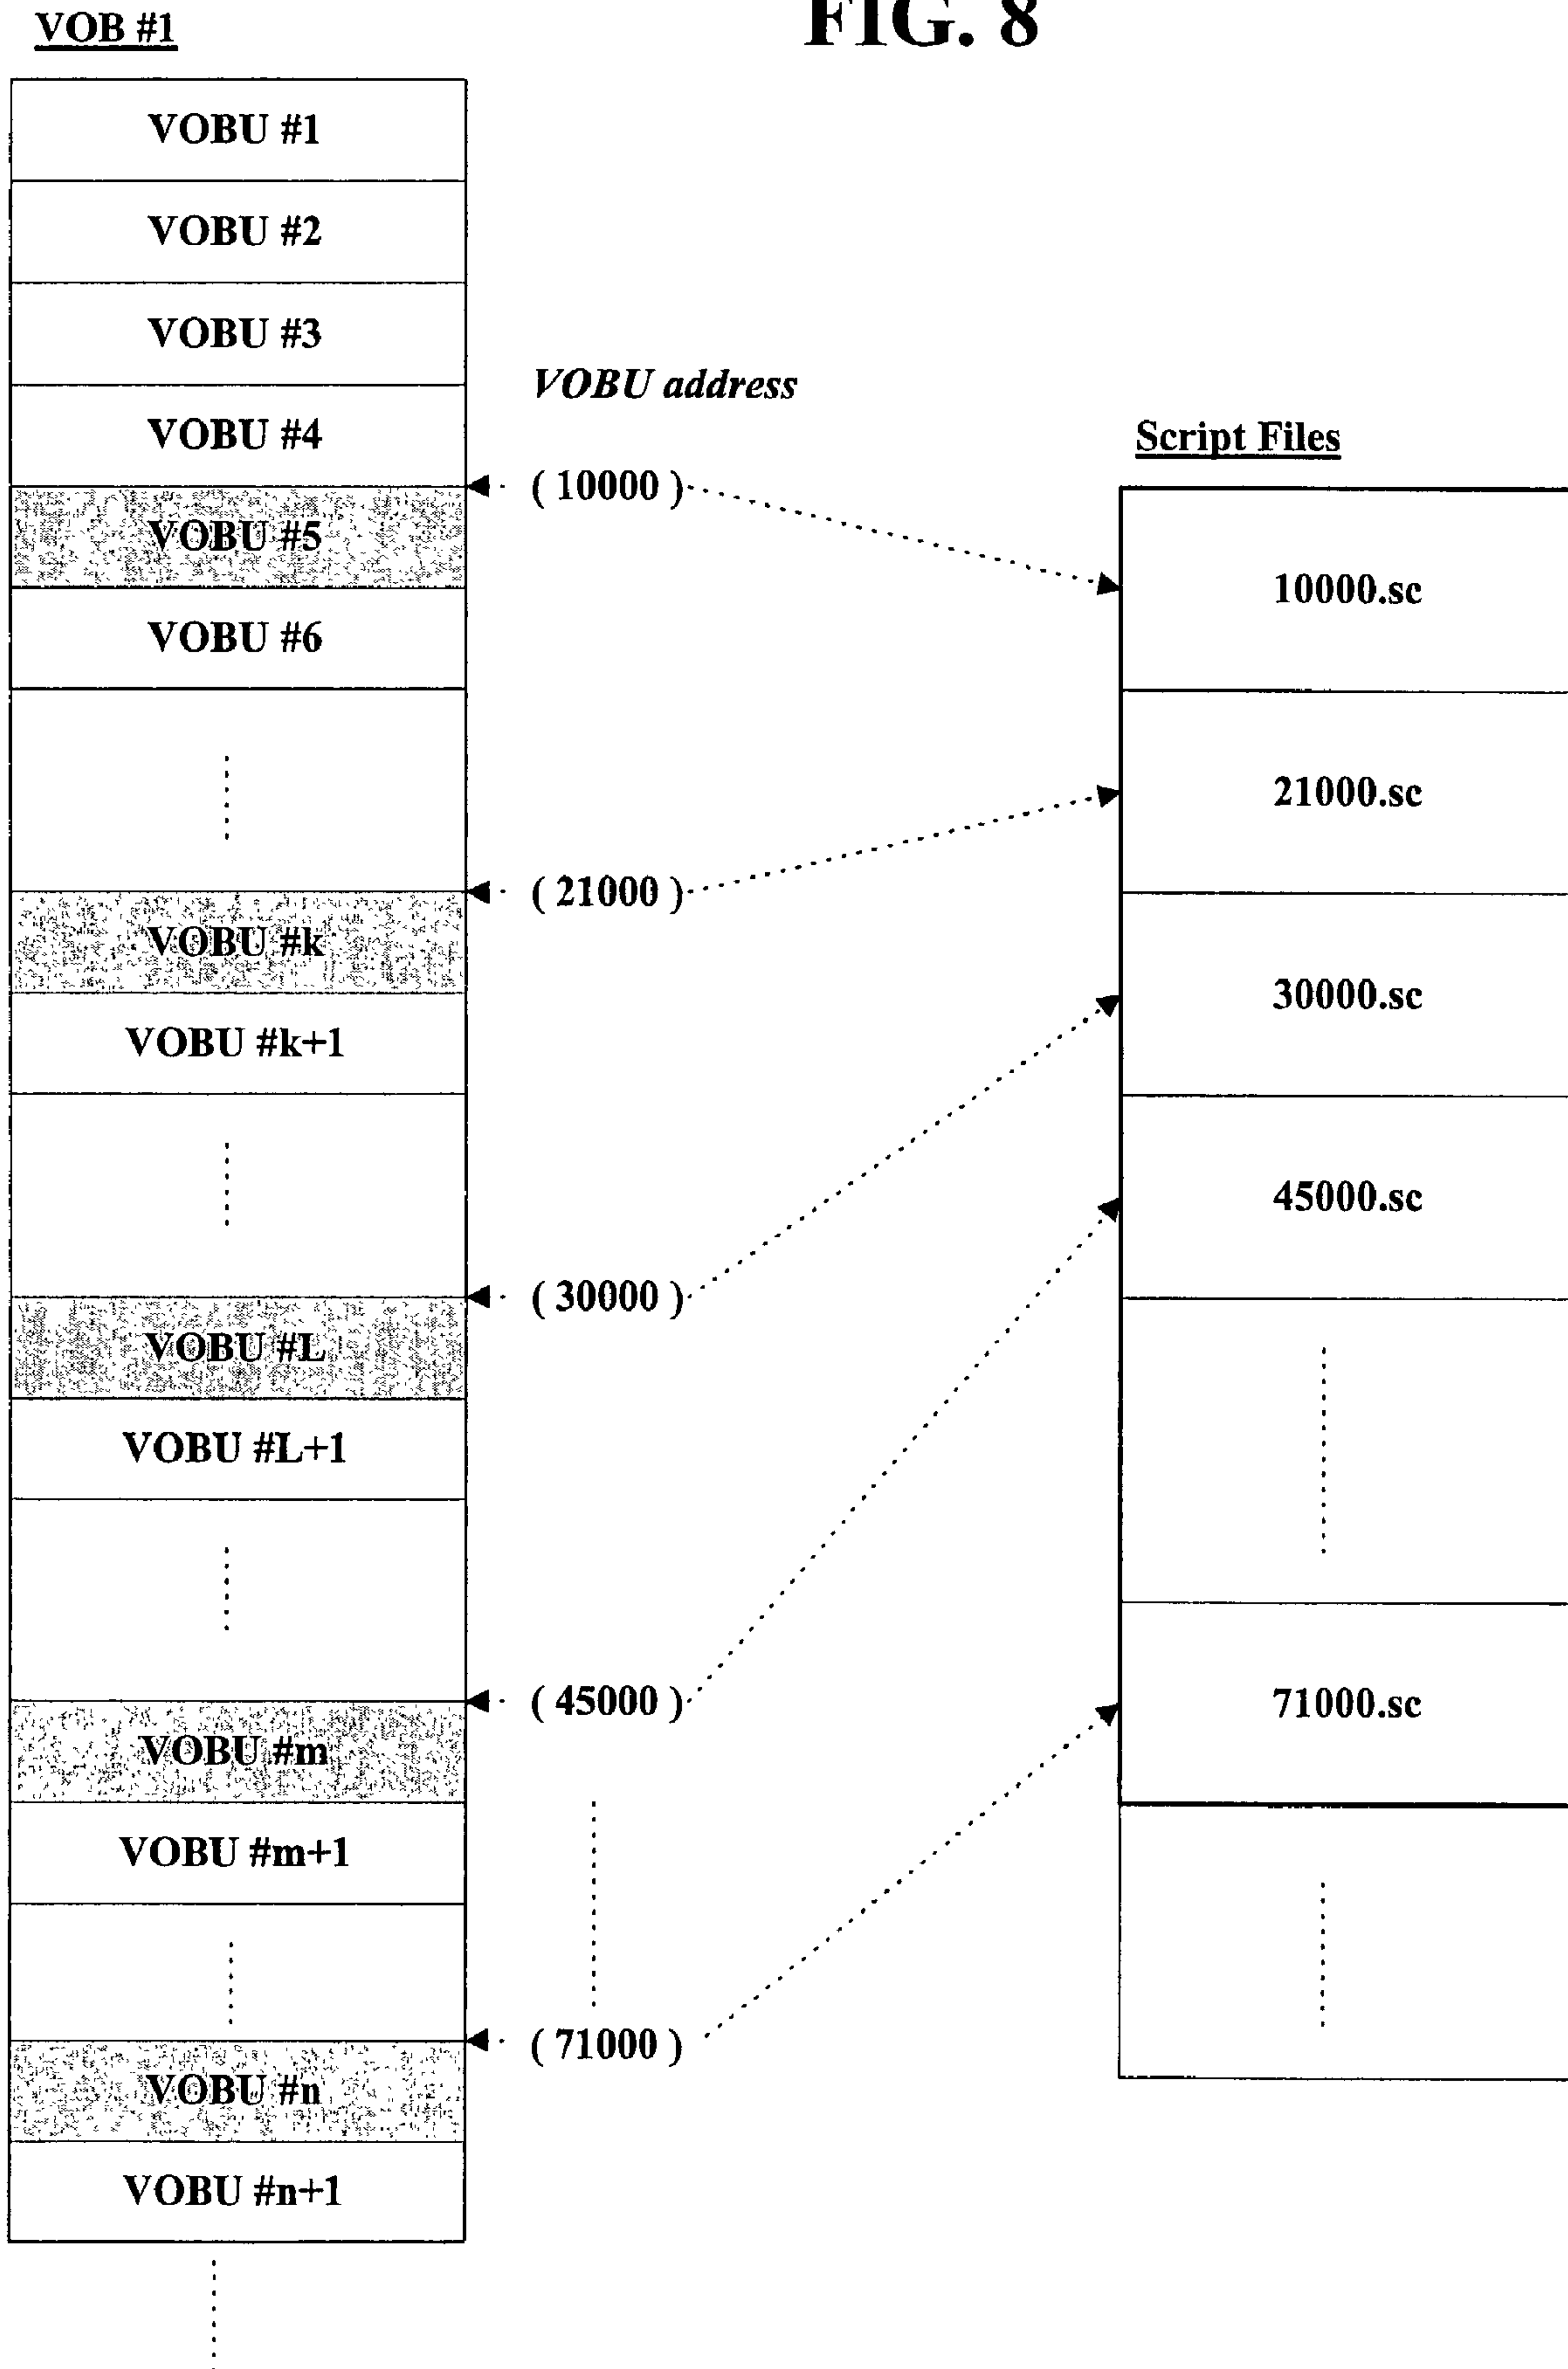 FIG. 8
VOB #1
VOBU #1
VOBU #2
VOBU #3
VOBU #4
VOBU #5
VOBU #6
VOBU #k
VOBU #k+1
VOBU #L
VOBU #L+1
VOBU #m
VOBU #m+1
VOBU #n
VOBU #n+1
VOBU address
( 10000 )
( 21000 )
( 30000 )
( 45000 )
( 71000 )
Script Files
10000.sc
21000.sc
30000.sc
45000.sc
71000.sc